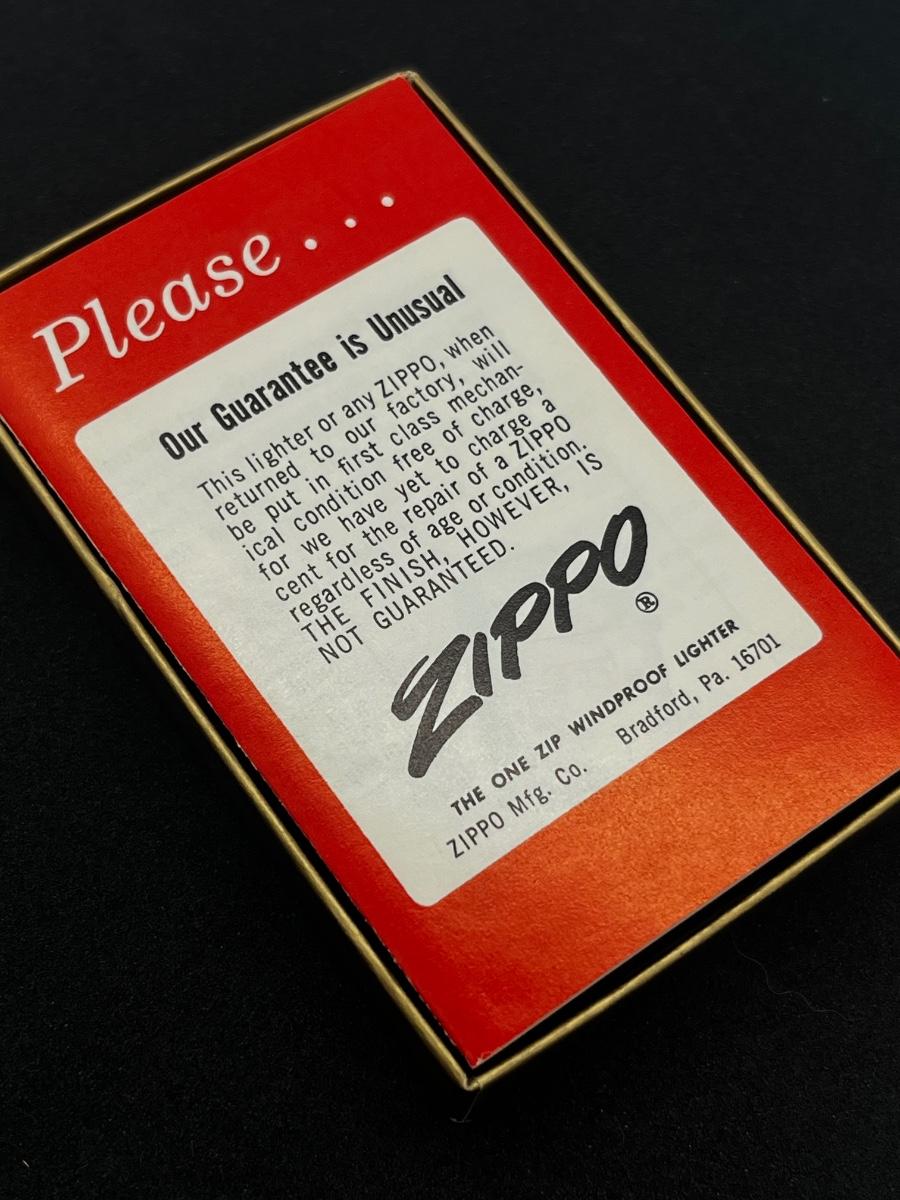 Please . . .
Our Guarantee is Unusual
This lighter or any ZIPPO, when
returned to our factory, will
be put in first class mechan-
ical condition free of charge,
for we have yet to charge a
cent for the repair of a ZIPPO
regardless of age or condition.
THE FINISH, HOWEVER, IS
NOT GUARANTEED.
ZIPPO ®
THE ONE ZIP WINDPROOF LIGHTER
ZIPPO Mfg. Co. Bradford, Pa. 16701